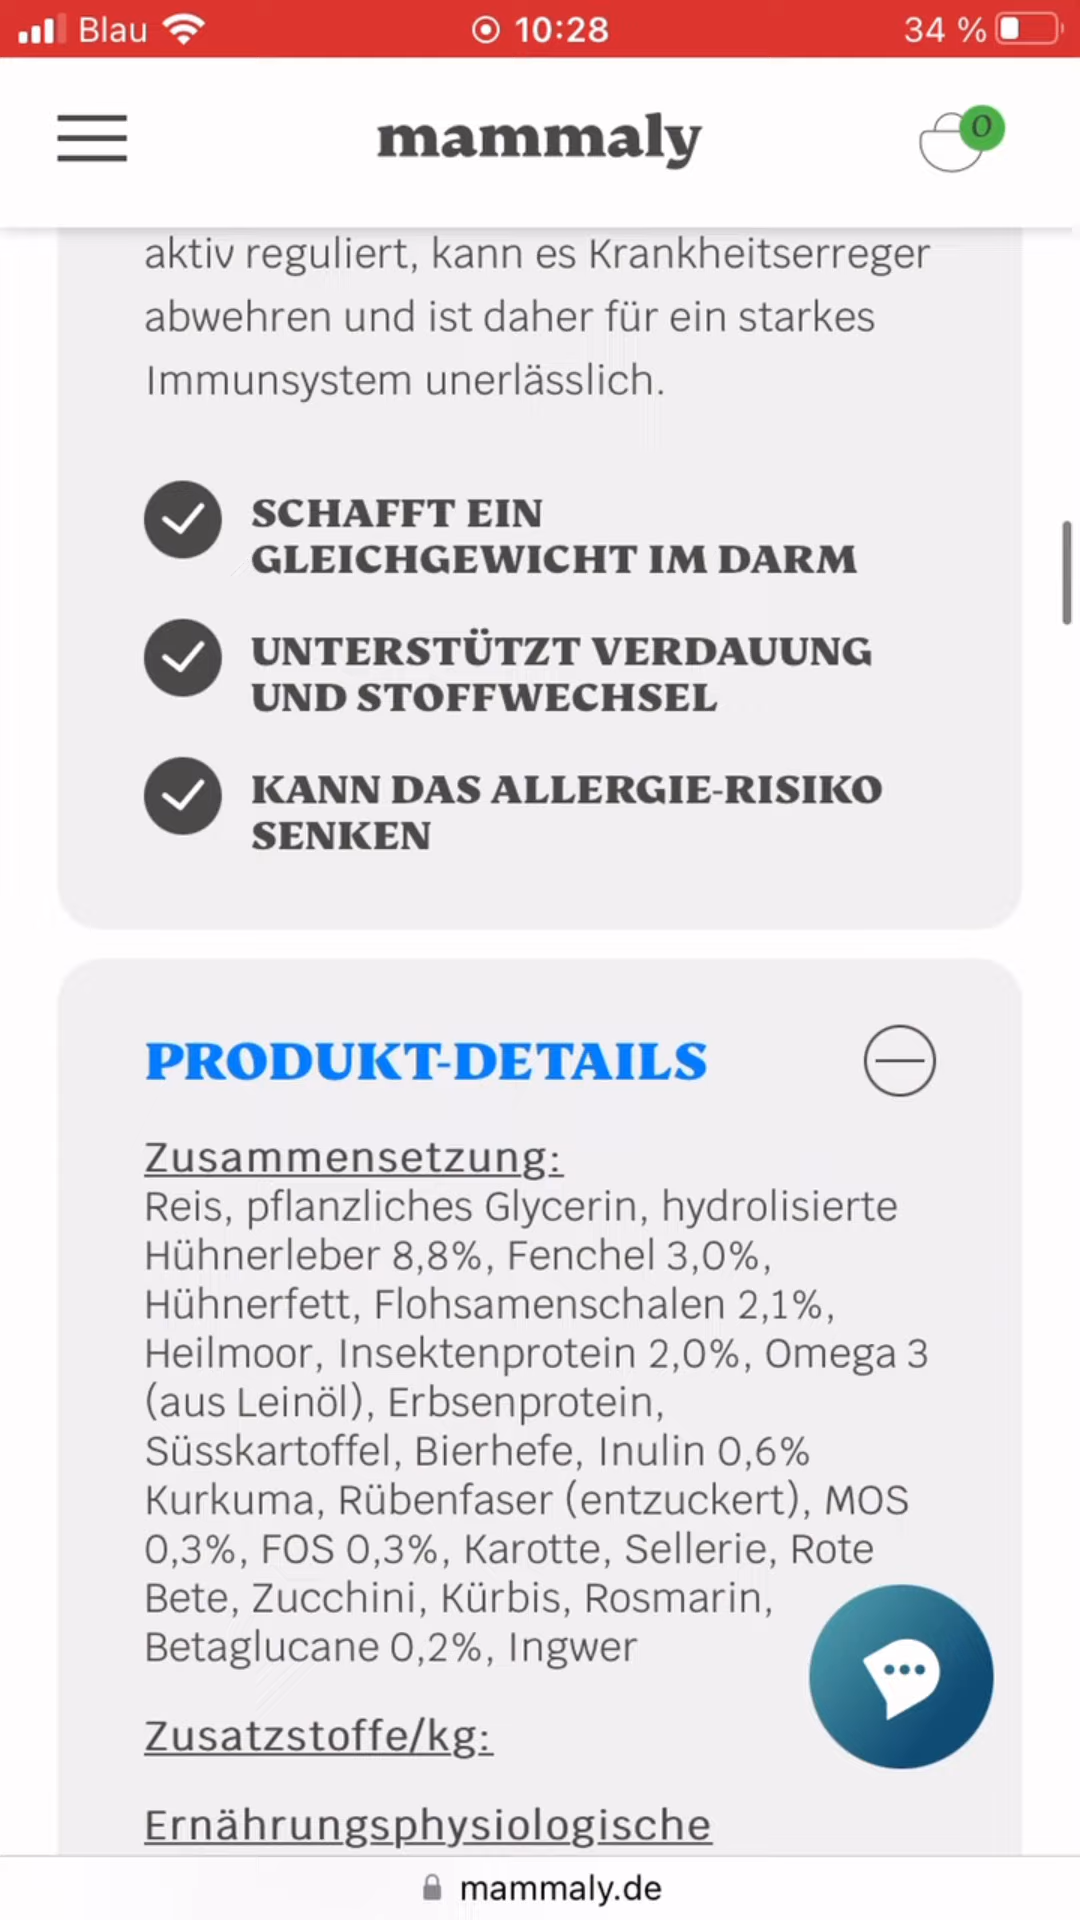 Blau 10:28 34 %
mammaly 0
aktiv reguliert, kann es Krankheitserreger
abwehren und ist daher für ein starkes
Immunsystem unerlässlich.
SCHAFFT EIN
GLEICHGEWICHT IM DARM
UNTERSTÜTZT VERDAUUNG
UND STOFFWECHSEL
KANN DAS ALLERGIE-RISIKO
SENKEN
PRODUKT-DETAILS
Zusammensetzung:
Reis, pflanzliches Glycerin, hydrolisierte
Hühnerleber 8,8%, Fenchel 3,0%,
Hühnerfett, Flohsamenschalen 2,1%,
Heilmoor, Insektenprotein 2,0%, Omega 3
(aus Leinöl), Erbsenprotein,
Süsskartoffel, Bierhefe, Inulin 0,6%
Kurkuma, Rübenfaser (entzuckert), MOS
0,3%, FOS 0,3%, Karotte, Sellerie, Rote
Bete, Zucchini, Kürbis, Rosmarin,
Betaglucane 0,2%, Ingwer
Zusatzstoffe/kg:
Ernährungsphysiologische
mammaly.de